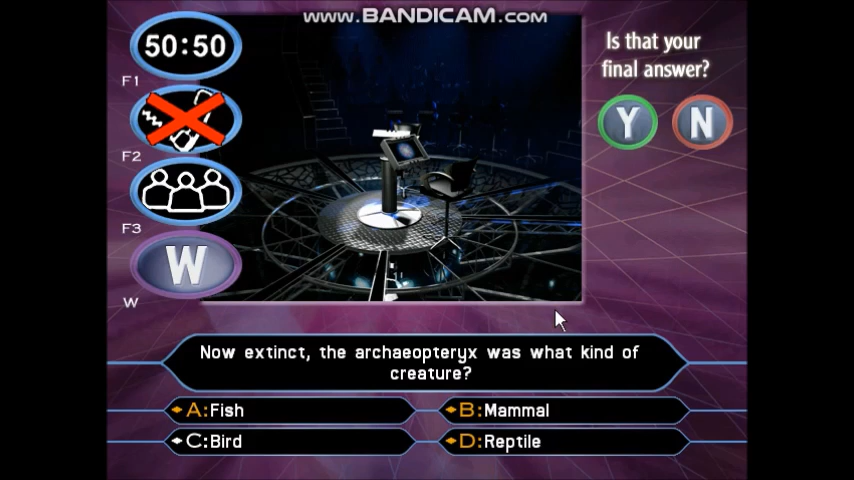 www.BANDICAM.com
50:50
F1
F2
F3
W
W
Is that your
final answer?
Y N
Now extinct, the archaeopteryx was what kind of
creature?
A:Fish
B:Mammal
C:Bird
D:Reptile